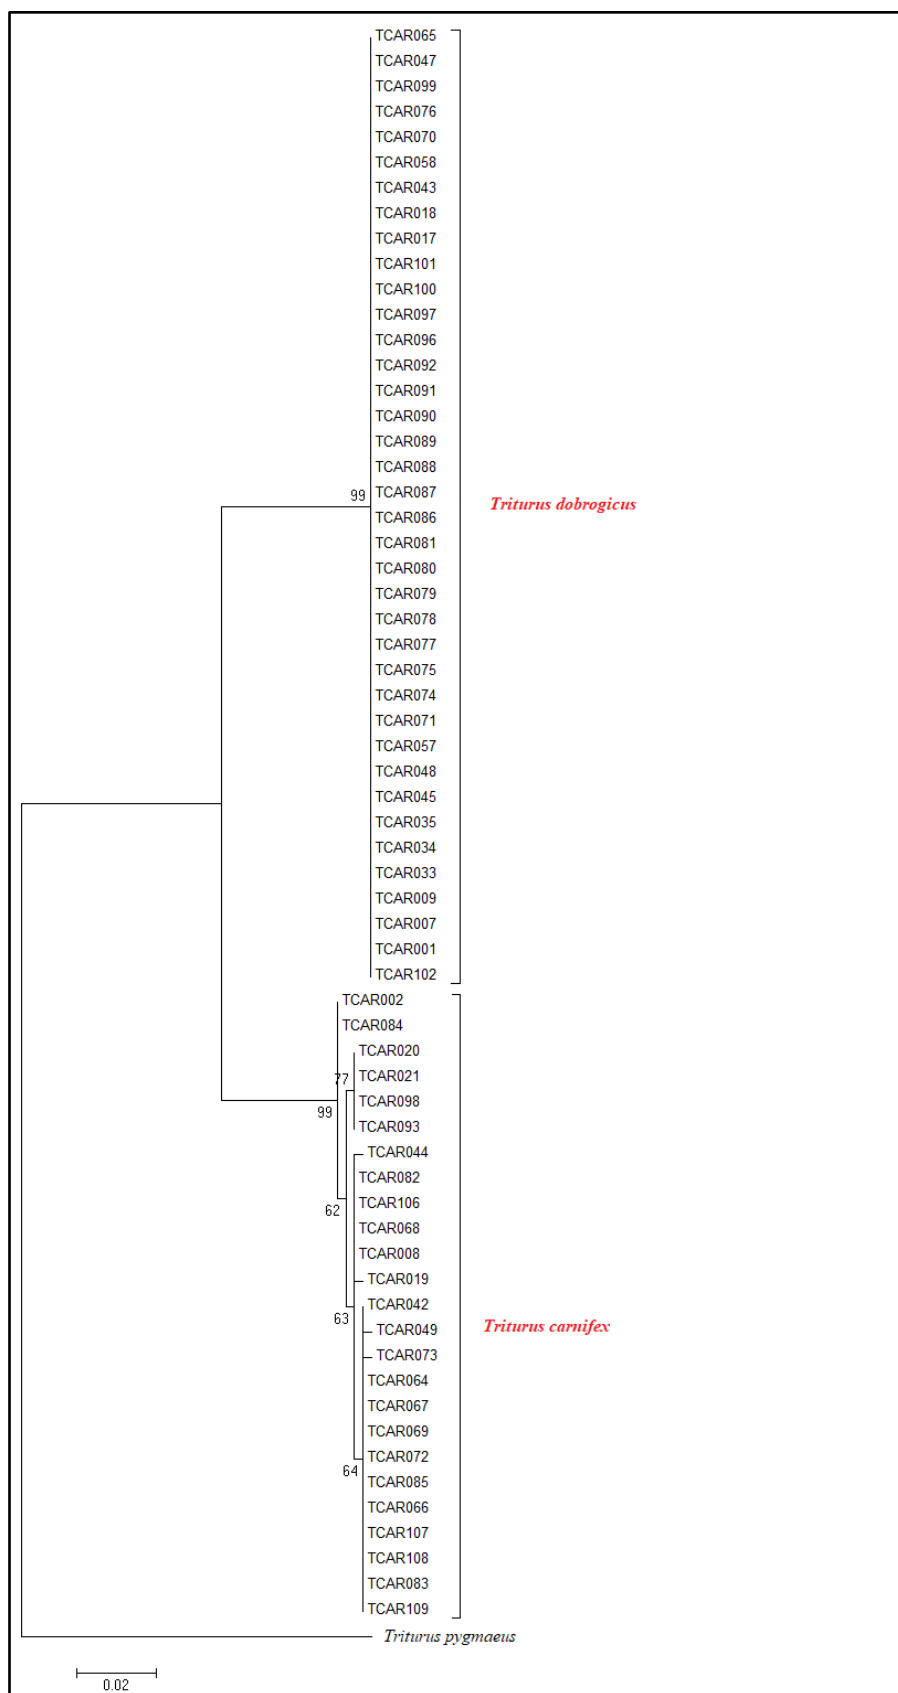 TCAR065
TCAR047
TCAR099
TCAR076
TCAR070
TCAR058
TCAR043
TCAR018
TCAR017
TCAR101
TCAR100
TCAR097
TCAR096
TCAR092
TCAR091
TCAR090
TCAR089
TCAR088
99 TCAR087
Triturus dobrogicus
TCAR086
TCAR081
TCAR080
TCAR079
TCAR078
TCAR077
TCAR075
TCAR074
TCAR071
TCAR057
TCAR048
TCAR045
TCAR035
TCAR034
TCAR033
TCAR009
TCAR007
TCAR001
TCAR102
TCAR002
TCAR084
TCAR020
77 TCAR021
TCAR098
99
TCAR093
TCAR044
TCAR082
TCAR106
62
TCAR068
TCAR008
TCAR019
TCAR042
63
TCAR049
Triturus carnifex
TCAR073
TCAR064
TCAR067
TCAR069
TCAR072
64
TCAR085
TCAR066
TCAR107
TCAR108
TCAR083
TCAR109
Triturus pygmaeus
0.02